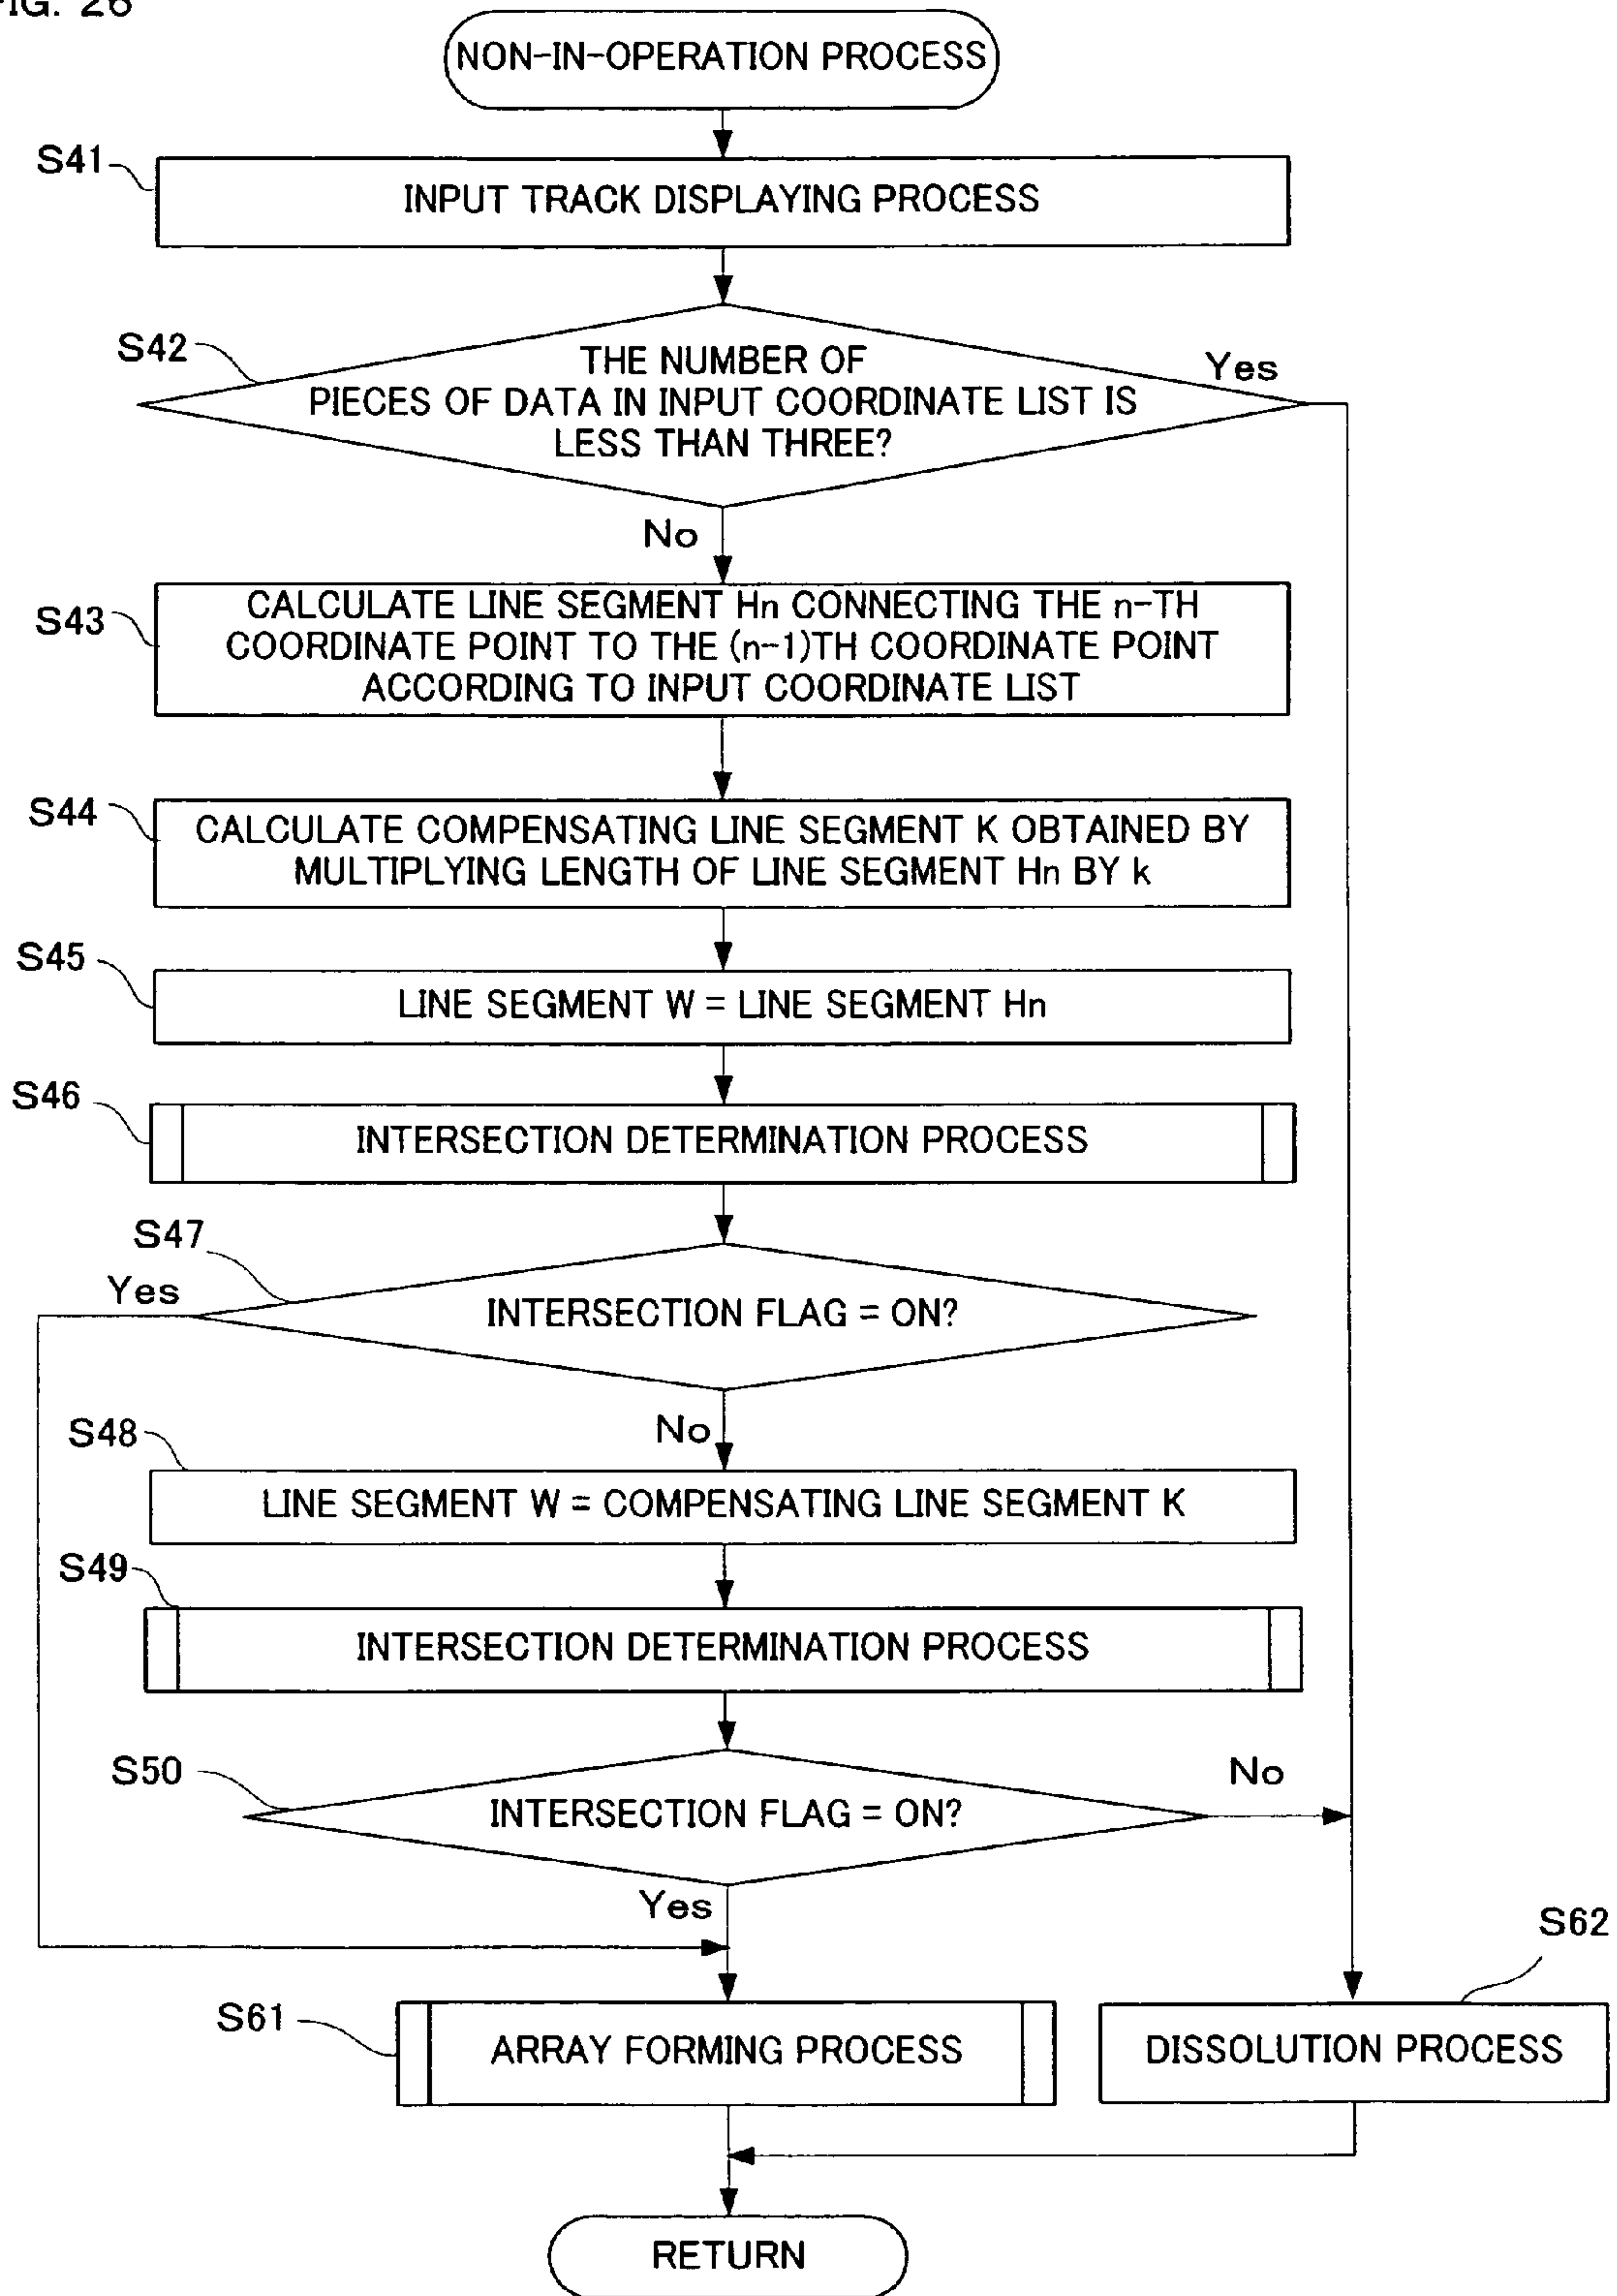 FIG. 26
NON-IN-OPERATION PROCESS
S41
INPUT TRACK DISPLAYING PROCESS
S42
THE NUMBER OF
PIECES OF DATA IN INPUT COORDINATE LIST IS
LESS THAN THREE?
Yes
No
S43
CALCULATE LINE SEGMENT Hn CONNECTING THE n-TH
COORDINATE POINT TO THE (n-1)TH COORDINATE POINT
ACCORDING TO INPUT COORDINATE LIST
S44
CALCULATE COMPENSATING LINE SEGMENT K OBTAINED BY
MULTIPLYING LENGTH OF LINE SEGMENT Hn BY k
S45
LINE SEGMENT W = LINE SEGMENT Hn
S46
INTERSECTION DETERMINATION PROCESS
S47
Yes
INTERSECTION FLAG = ON?
No
S48
LINE SEGMENT W = COMPENSATING LINE SEGMENT K
S49
INTERSECTION DETERMINATION PROCESS
S50
INTERSECTION FLAG = ON?
No
Yes
S61
ARRAY FORMING PROCESS
S62
DISSOLUTION PROCESS
RETURN